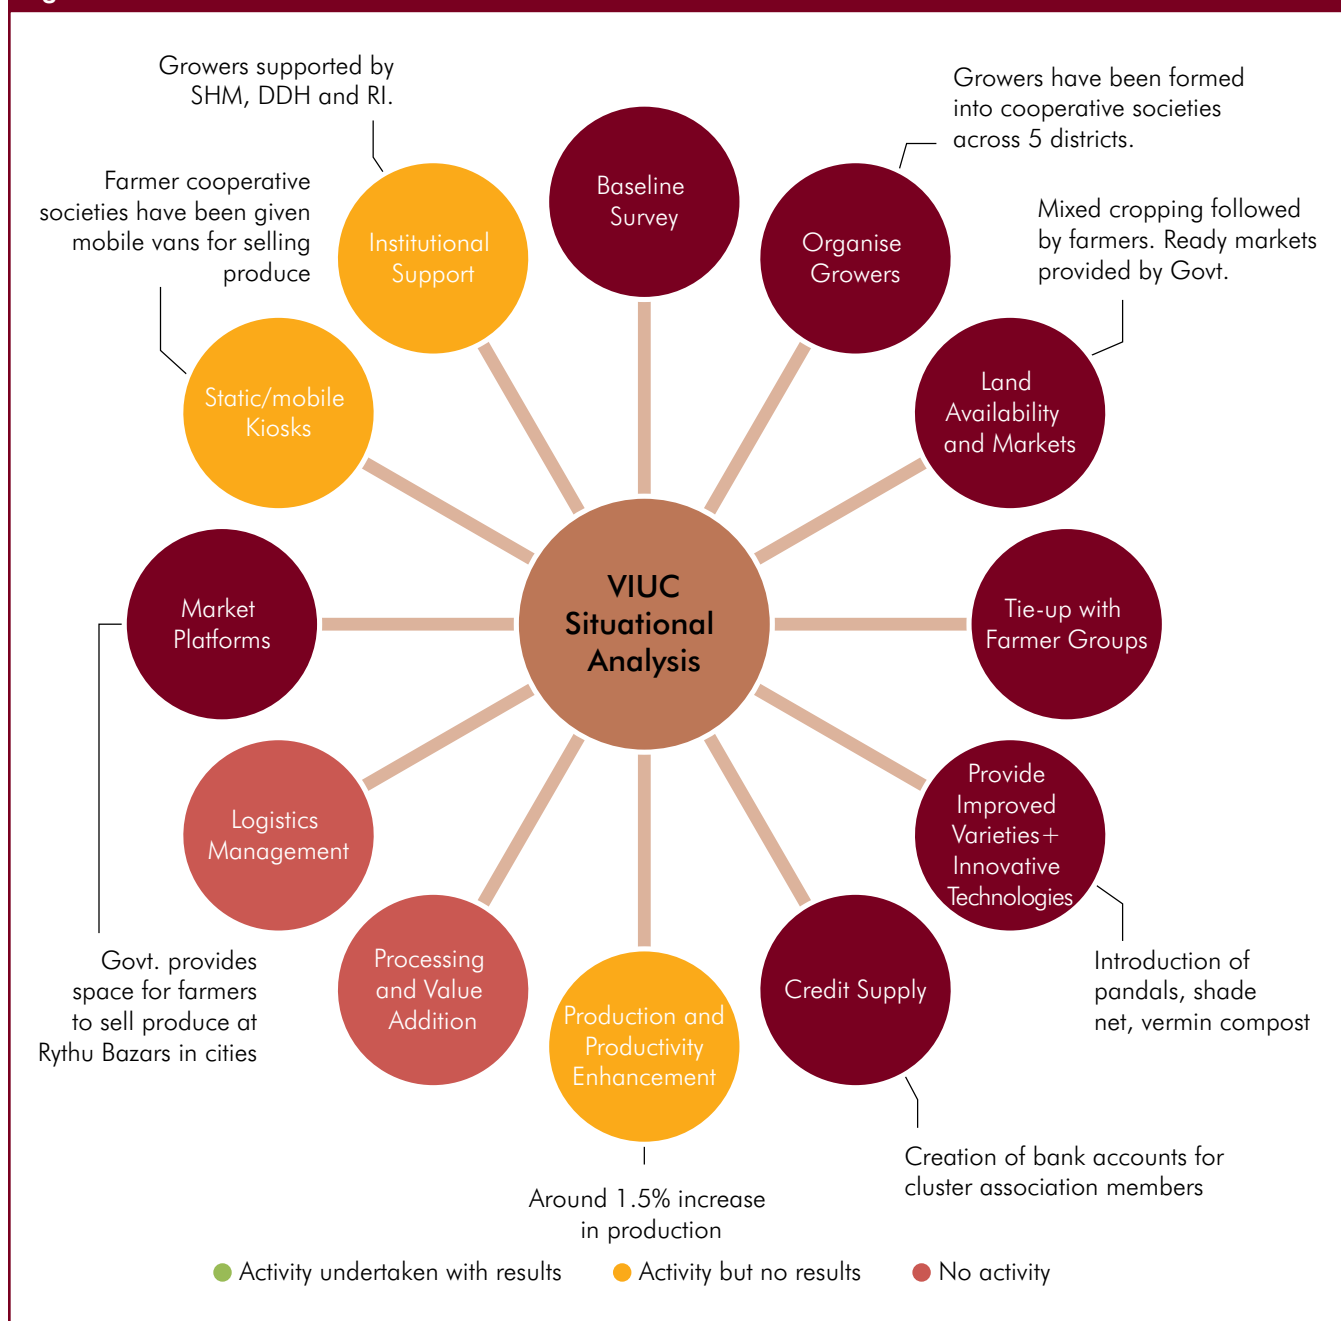 Growers supported by
SHM, DDH and RI.
Growers have been formed
into cooperative societies
across 5 districts.
Farmer cooperative
societies have been given
mobile vans for selling
produce
Mixed cropping followed
by farmers. Ready markets
provided by Govt.
Baseline
Survey
Institutional
Support
Organise
Growers
Static/mobile
Kiosks
Land
Availability
and Markets
VIUC
Situational
Analysis
Market
Platforms
Tie-up with
Farmer Groups
Logistics
Management
Provide
Improved
Varieties+
Innovative
Technologies
Processing
and Value
Addition
Production and
Productivity
Enhancement
Credit Supply
Govt. provides
space for farmers
to sell produce at
Rythu Bazars in cities
Introduction of
pandals, shade
net, vermin compost
Around 1.5% increase
in production
Creation of bank accounts for
cluster association members
Activity undertaken with results
Activity but no results
No activity